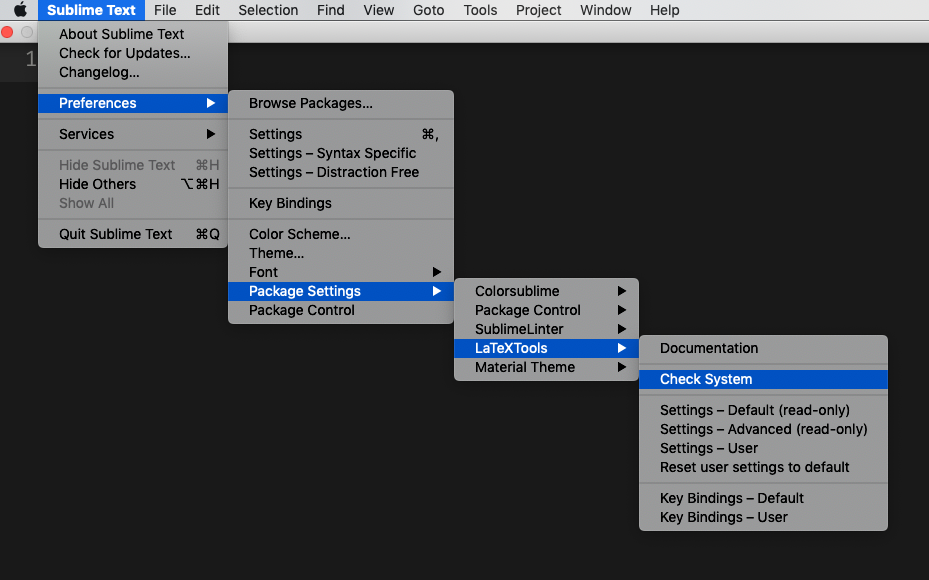 Sublime Text File Edit Selection Find View Goto Tools Project Window Help
1
About Sublime Text
Check for Updates...
Changelog...
Preferences
Services
Hide Sublime Text ⌘H
Hide Others ⌥⌘H
Show All
Quit Sublime Text ⌘Q
Browse Packages...
Settings ⌘,
Settings – Syntax Specific
Settings – Distraction Free
Key Bindings
Color Scheme...
Theme...
Font
Package Settings
Package Control
Colorsublime
Package Control
SublimeLinter
LaTeXTools
Material Theme
Documentation
Check System
Settings – Default (read-only)
Settings – Advanced (read-only)
Settings – User
Reset user settings to default
Key Bindings – Default
Key Bindings – User